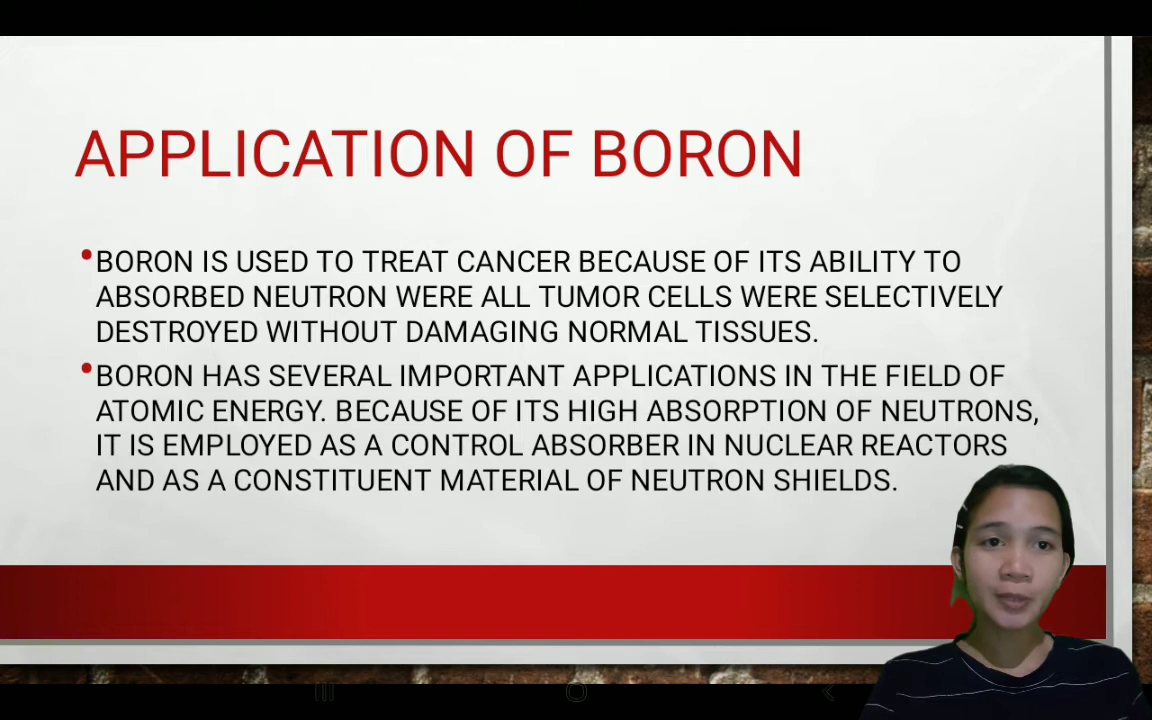 APPLICATION OF BORON
•BORON IS USED TO TREAT CANCER BECAUSE OF ITS ABILITY TO
ABSORBED NEUTRON WERE ALL TUMOR CELLS WERE SELECTIVELY
DESTROYED WITHOUT DAMAGING NORMAL TISSUES.
•BORON HAS SEVERAL IMPORTANT APPLICATIONS IN THE FIELD OF
ATOMIC ENERGY. BECAUSE OF ITS HIGH ABSORPTION OF NEUTRONS,
IT IS EMPLOYED AS A CONTROL ABSORBER IN NUCLEAR REACTORS
AND AS A CONSTITUENT MATERIAL OF NEUTRON SHIELDS.